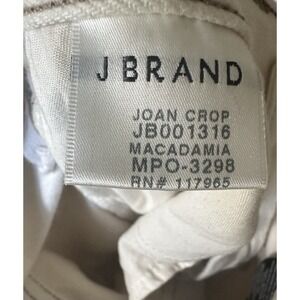 J BRAND
JOAN CROP
JB001316
MACADAMIA
MPO-3298
RN# 117965